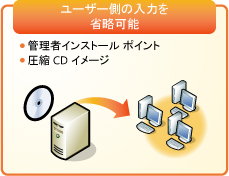 ユーザー側の入力を
省略可能
• 管理者インストール ポイント
• 圧縮 CD イメージ